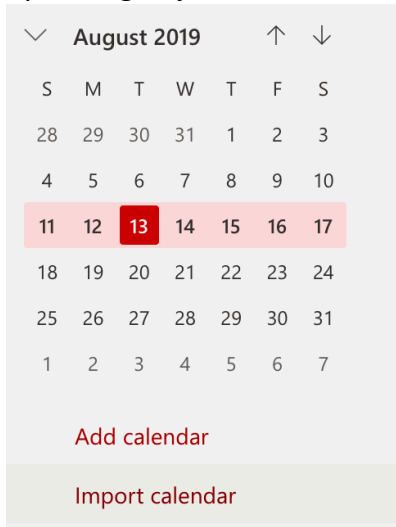 August 2019
S M T W T F S
28 29 30 31 1 2 3
4 5 6 7 8 9 10
11 12 13 14 15 16 17
18 19 20 21 22 23 24
25 26 27 28 29 30 31
1 2 3 4 5 6 7
Add calendar
Import calendar